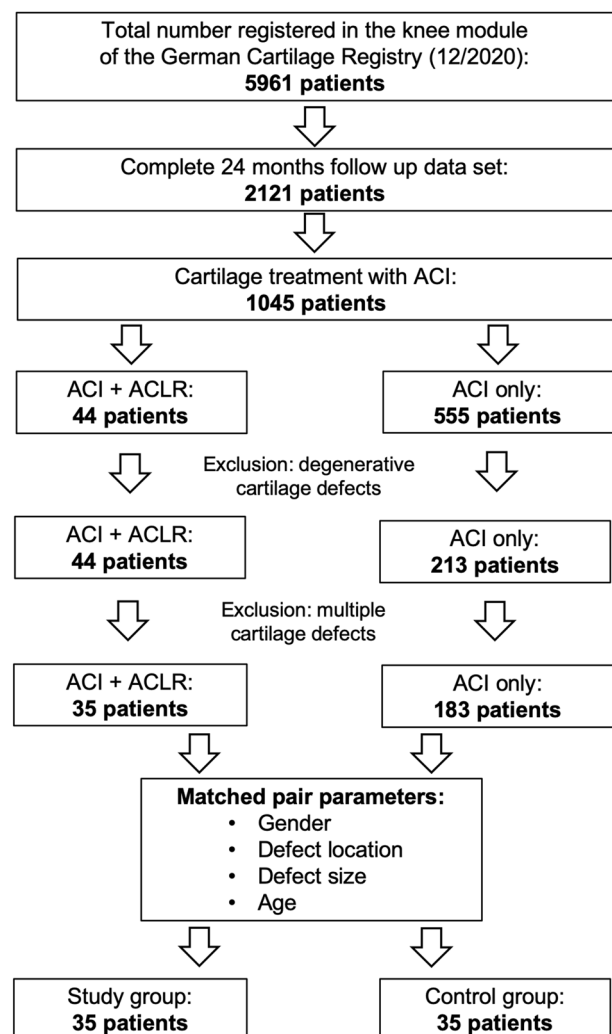 Total number registered in the knee module
of the German Cartilage Registry (12/2020):
5961 patients
Complete 24 months follow up data set:
2121 patients
Cartilage treatment with ACI:
1045 patients
ACI + ACLR:
44 patients
ACI only:
555 patients
Exclusion: degenerative
cartilage defects
ACI + ACLR:
44 patients
ACI only:
213 patients
Exclusion: multiple
cartilage defects
ACI + ACLR:
35 patients
ACI only:
183 patients
Matched pair parameters:
• Gender
• Defect location
• Defect size
• Age
Study group:
35 patients
Control group:
35 patients